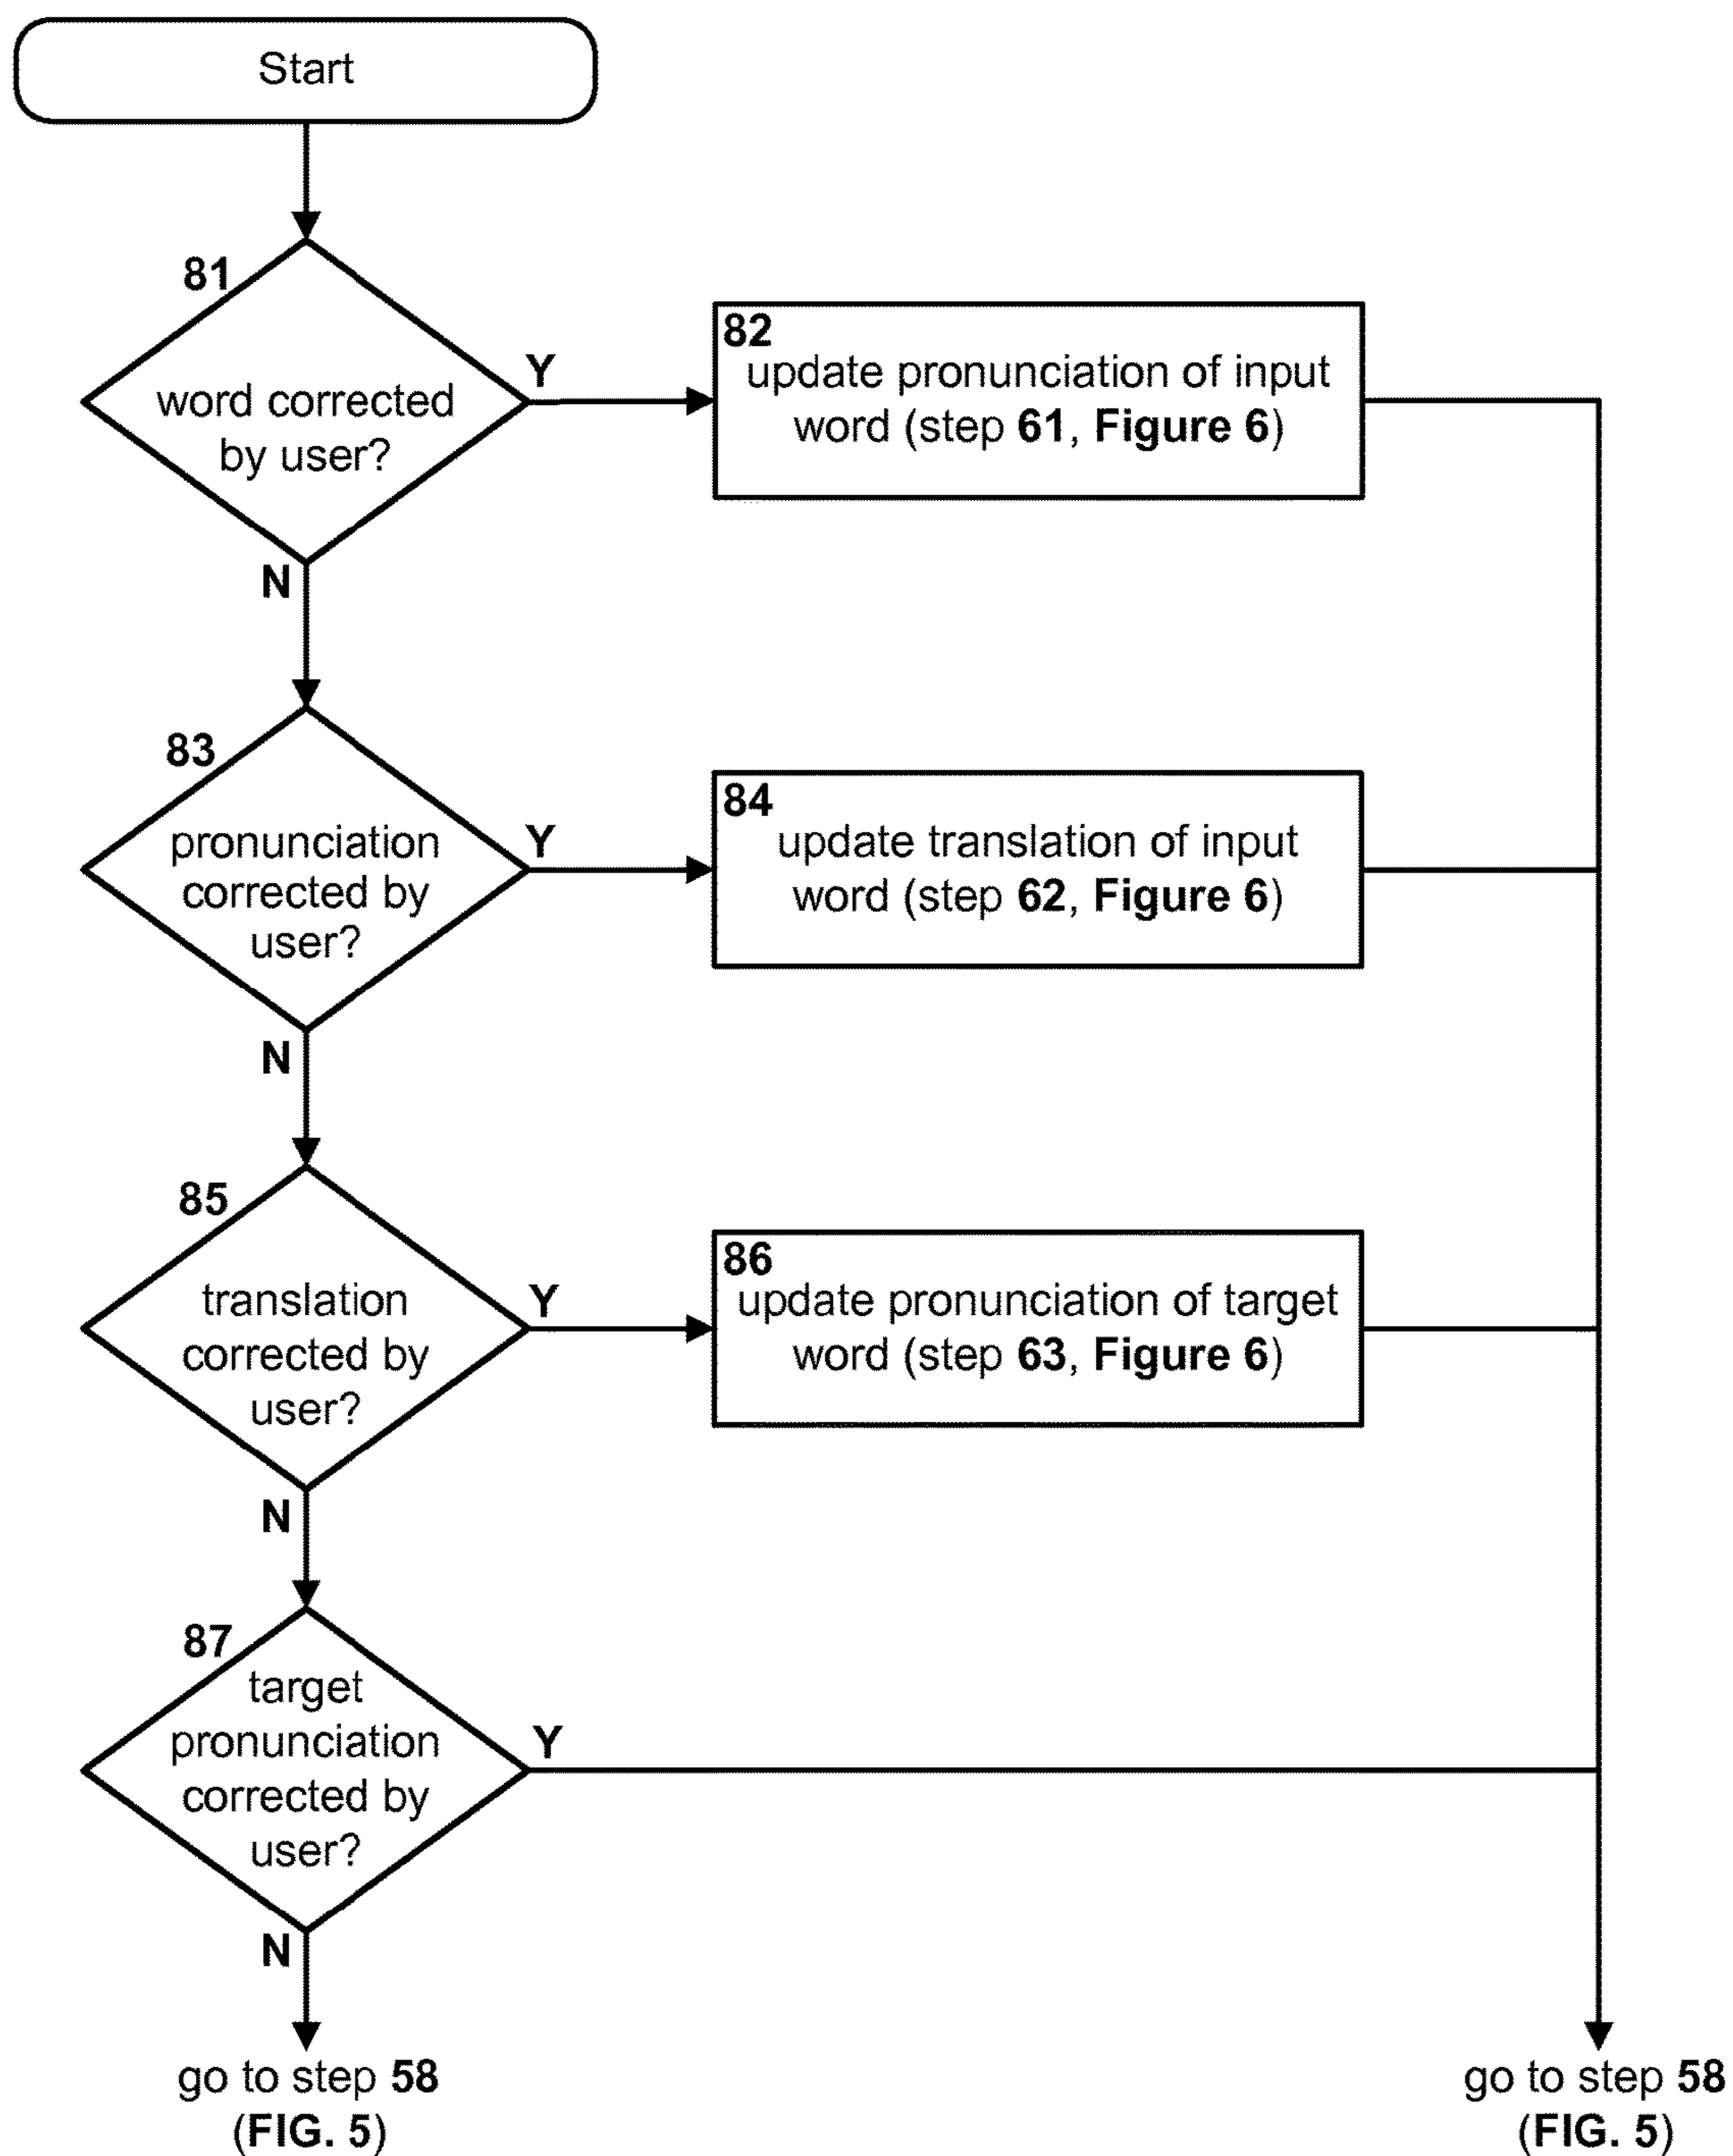 Start
81
word corrected
by user?
Y
N
82
update pronunciation of input
word (step 61, Figure 6)
83
pronunciation
corrected by
user?
Y
N
84
update translation of input
word (step 62, Figure 6)
85
translation
corrected by
user?
Y
N
86
update pronunciation of target
word (step 63, Figure 6)
87
target
pronunciation
corrected by
user?
Y
N
go to step 58
(FIG. 5)
go to step 58
(FIG. 5)